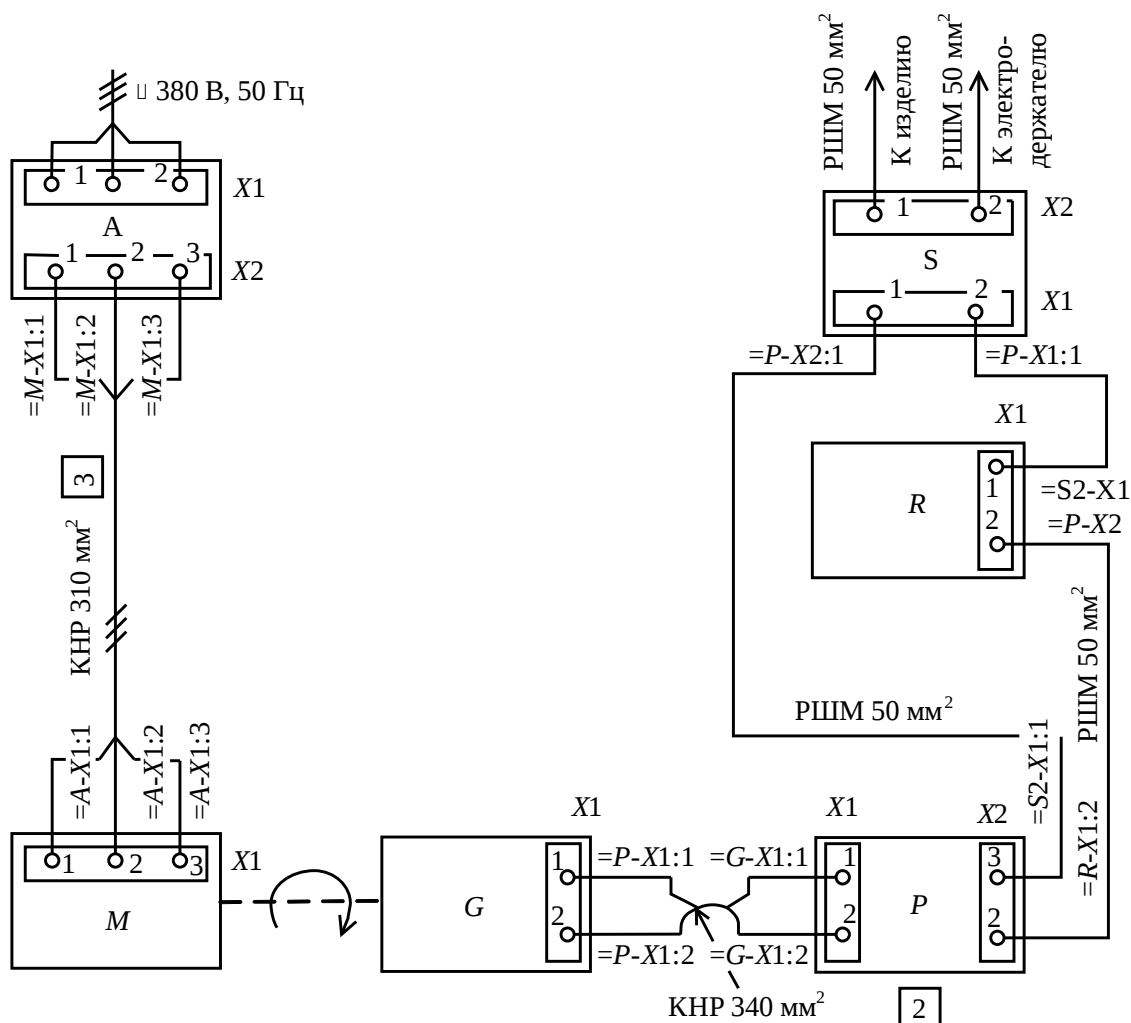 380 В, 50 Гц
1
2
X1
A
1
2
3
X2
=M-X1:1
=M-X1:2
=M-X1:3
3
КНР 310 мм²
=A-X1:1
=A-X1:2
=A-X1:3
1
2
3
X1
M
X1
1
2
G
=P-X1:1
=G-X1:1
=P-X1:2
=G-X1:2
КНР 340 мм²
X1
1
2
P
X2
3
2
2
РШМ 50 мм²
К изделию
РШМ 50 мм²
К электро-
держателю
1
2
X2
S
1
2
X1
=P-X2:1
=P-X1:1
X1
R
1
2
=S2-X1
=P-X2
РШМ 50 мм²
РШМ 50 мм²
=S2-X1:1
=R-X1:2